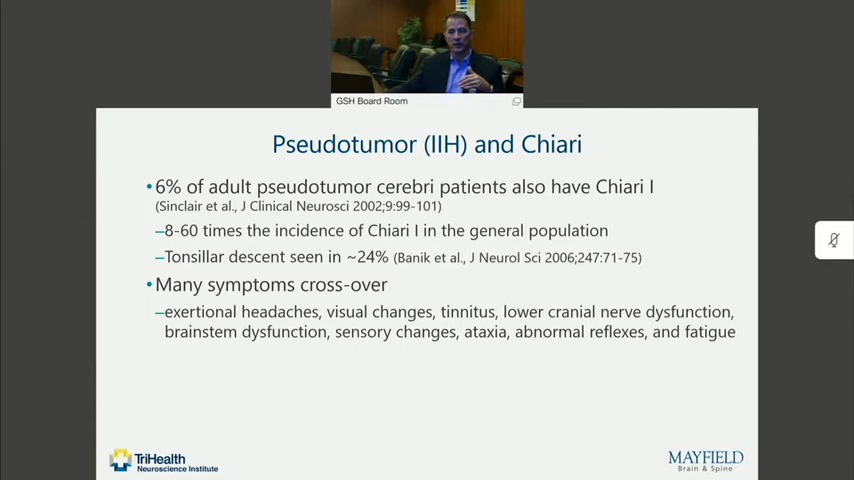 GSH Board Room
Pseudotumor (IIH) and Chiari
•6% of adult pseudotumor cerebri patients also have Chiari I
(Sinclair et al., J Clinical Neurosci 2002;9:99-101)
–8-60 times the incidence of Chiari I in the general population
–Tonsillar descent seen in ~24% (Banik et al., J Neurol Sci 2006;247:71-75)
•Many symptoms cross-over
–exertional headaches, visual changes, tinnitus, lower cranial nerve dysfunction,
brainstem dysfunction, sensory changes, ataxia, abnormal reflexes, and fatigue
TriHealth
Neuroscience Institute
MAYFIELD
Brain & Spine